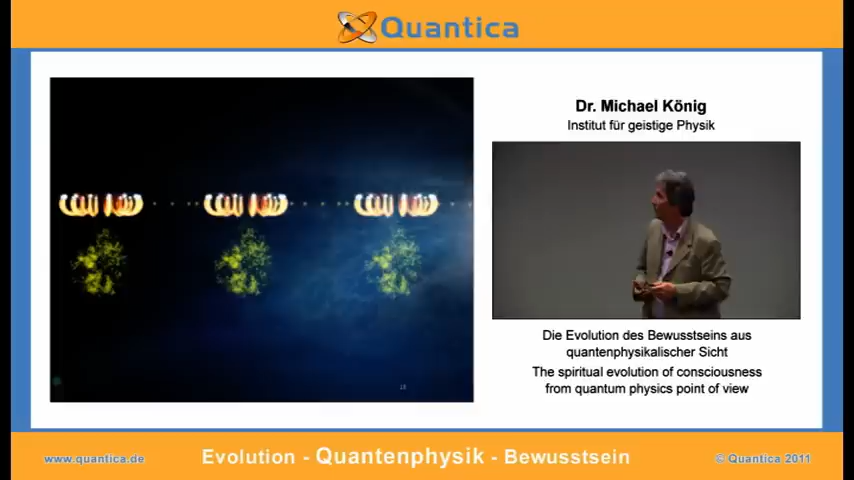 Quantica
Dr. Michael König
Institut für geistige Physik
Die Evolution des Bewusstseins aus
quantenphysikalischer Sicht
The spiritual evolution of consciousness
from quantum physics point of view
www.quantica.de
Evolution - Quantenphysik - Bewusstsein
© Quantica 2011